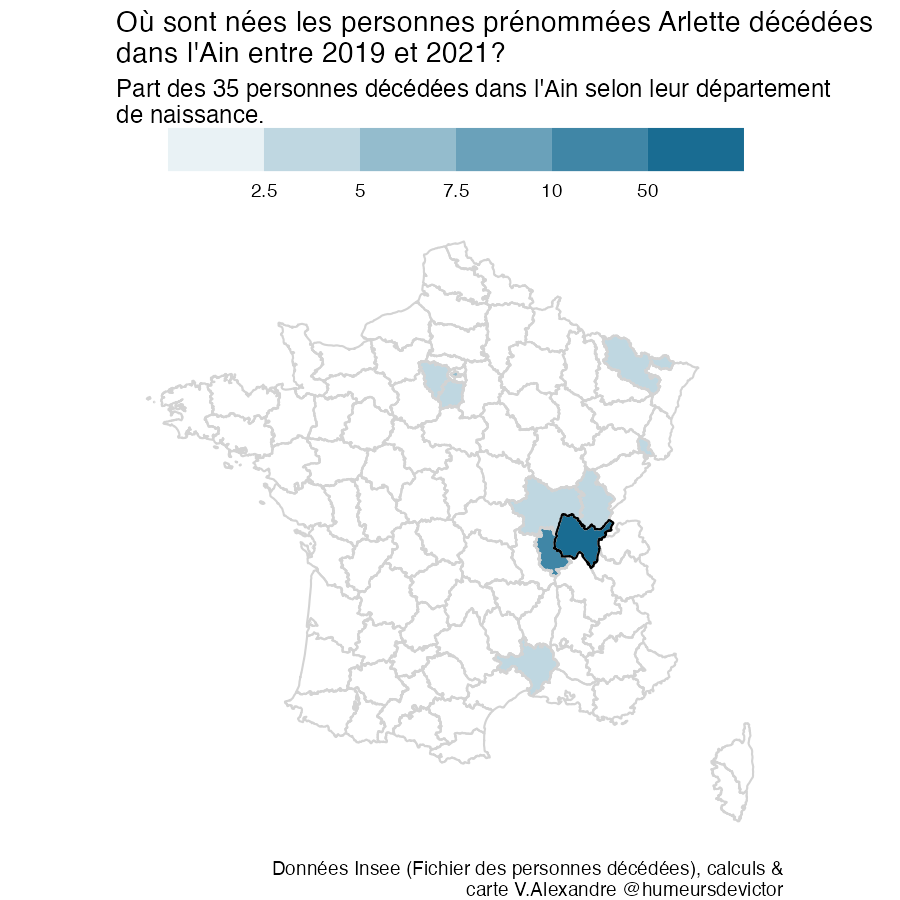 Où sont nées les personnes prénommées Arlette décédées
dans l'Ain entre 2019 et 2021?
Part des 35 personnes décédées dans l'Ain selon leur département
de naissance.
2.5 5 7.5 10 50
Données Insee (Fichier des personnes décédées), calculs &
carte V.Alexandre @humeursdevictor